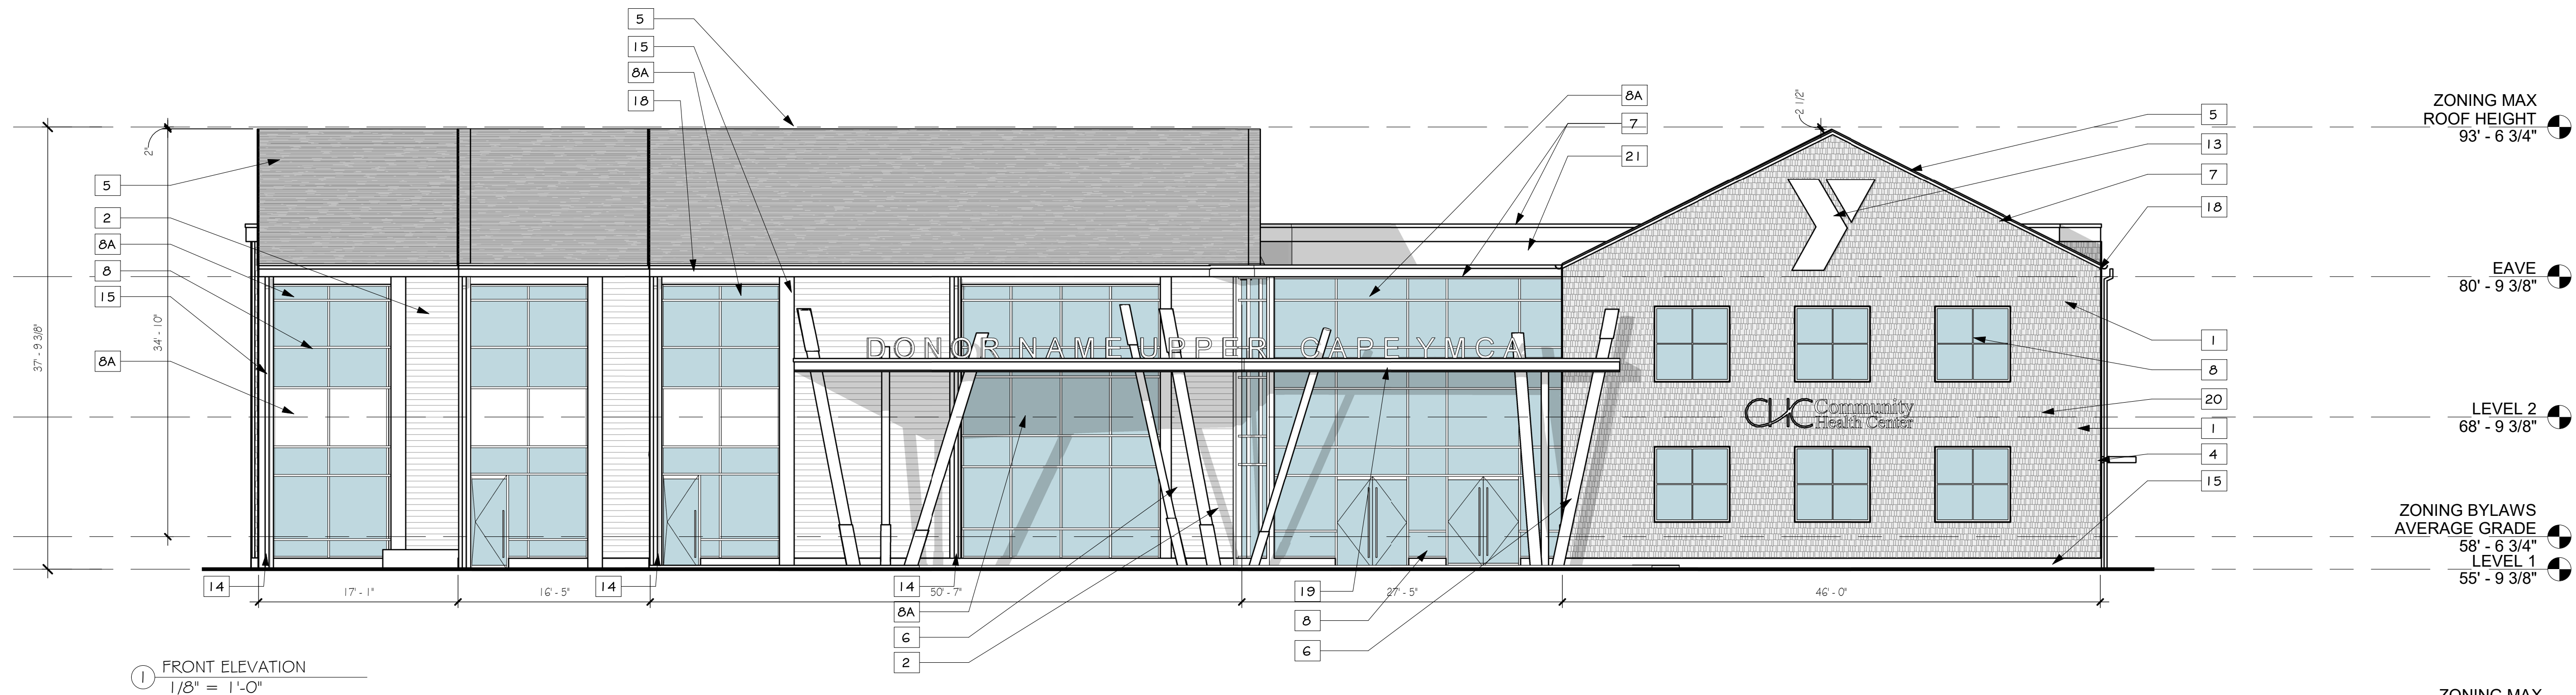 5
15
8A
18
8A
7
21
2 1/2"
5
13
7
18
ZONING MAX
ROOF HEIGHT
93' - 6 3/4"
2"
5
2
8A
8
15
8A
37' - 9 3/8"
34' - 10"
EAVE
80' - 9 3/8"
1
8
20
1
4
15
DONOR NAME UPPER CAPE YMCA
CHC Community
Health Center
LEVEL 2
68' - 9 3/8"
ZONING BYLAWS
AVERAGE GRADE
58' - 6 3/4"
LEVEL 1
55' - 9 3/8"
14
17' - 1"
16' - 5"
14
14
50' - 7"
19
27' - 5"
46' - 0"
8A
6
2
8
6
1 FRONT ELEVATION
1/8" = 1'-0"
ZONING MAX